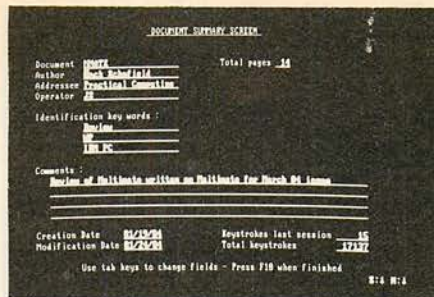 DOCUMENT SUMMARY SCREEN
Document MMATE Total pages 14
Author Jack Schofield
Addressee Practical Computing
Operator JS
Identification key words :
Review
WP
IBM PC
Comments :
Review of Multimate written on Multimate for March 84 issue
Creation Date 01/19/84 Keystrokes last session 15
Modification Date 01/24/84 Total keystrokes 17137
Use tab keys to change fields - Press F10 when finished
S:↓ N:↓